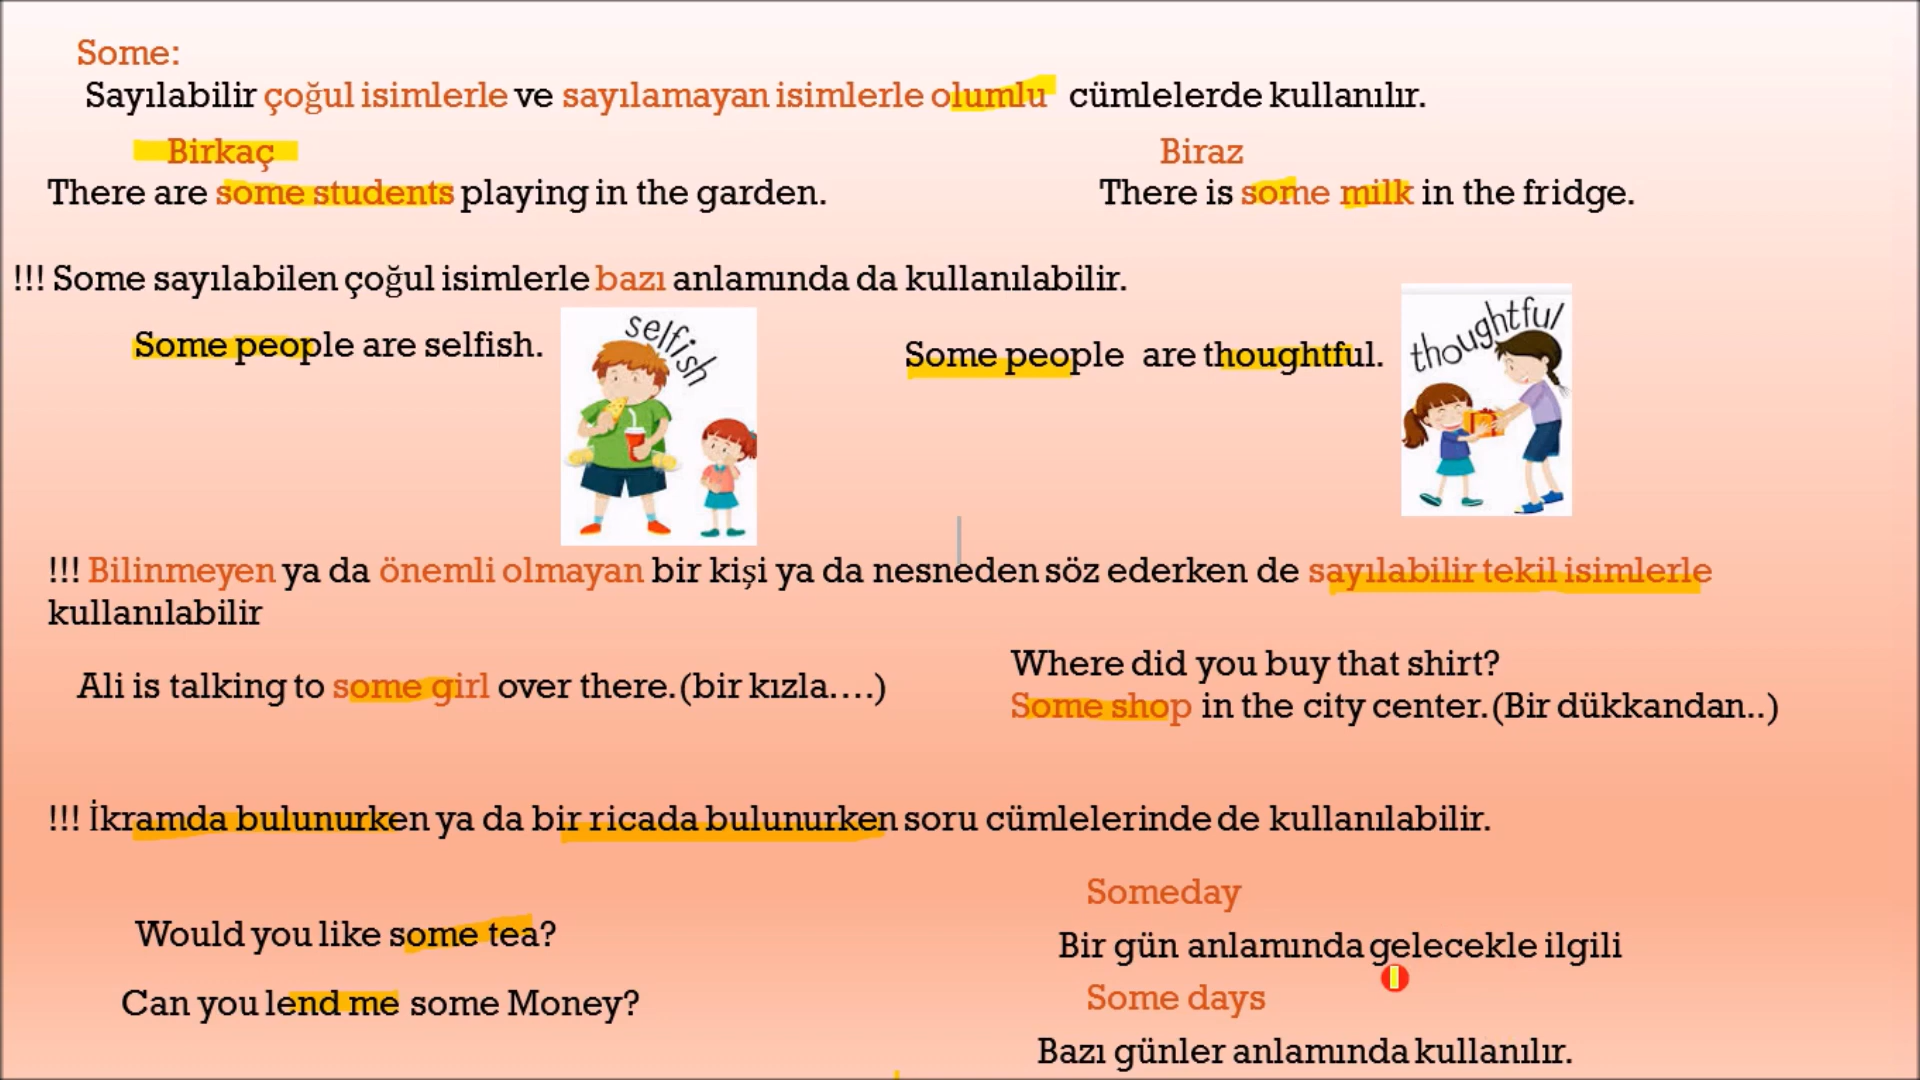 Some:
Sayılabilir çoğul isimlerle ve sayılamayan isimlerle olumlu cümlelerde kullanılır.
Birkaç
Biraz
There are some students playing in the garden.
There is some milk in the fridge.
!!! Some sayılabilen çoğul isimlerle bazı anlamında da kullanılabilir.
Some people are selfish.
selfish
Some people are thoughtful.
thoughtful
!!! Bilinmeyen ya da önemli olmayan bir kişi ya da nesneden söz ederken de sayılabilir tekil isimlerle
kullanılabilir
Ali is talking to some girl over there.(bir kızla....)
Where did you buy that shirt?
Some shop in the city center.(Bir dükkandan..)
!!! İkramda bulunurken ya da bir ricada bulunurken soru cümlelerinde de kullanılabilir.
Would you like some tea?
Can you lend me some Money?
Someday
Bir gün anlamında gelecekle ilgili
Some days
Bazı günler anlamında kullanılır.